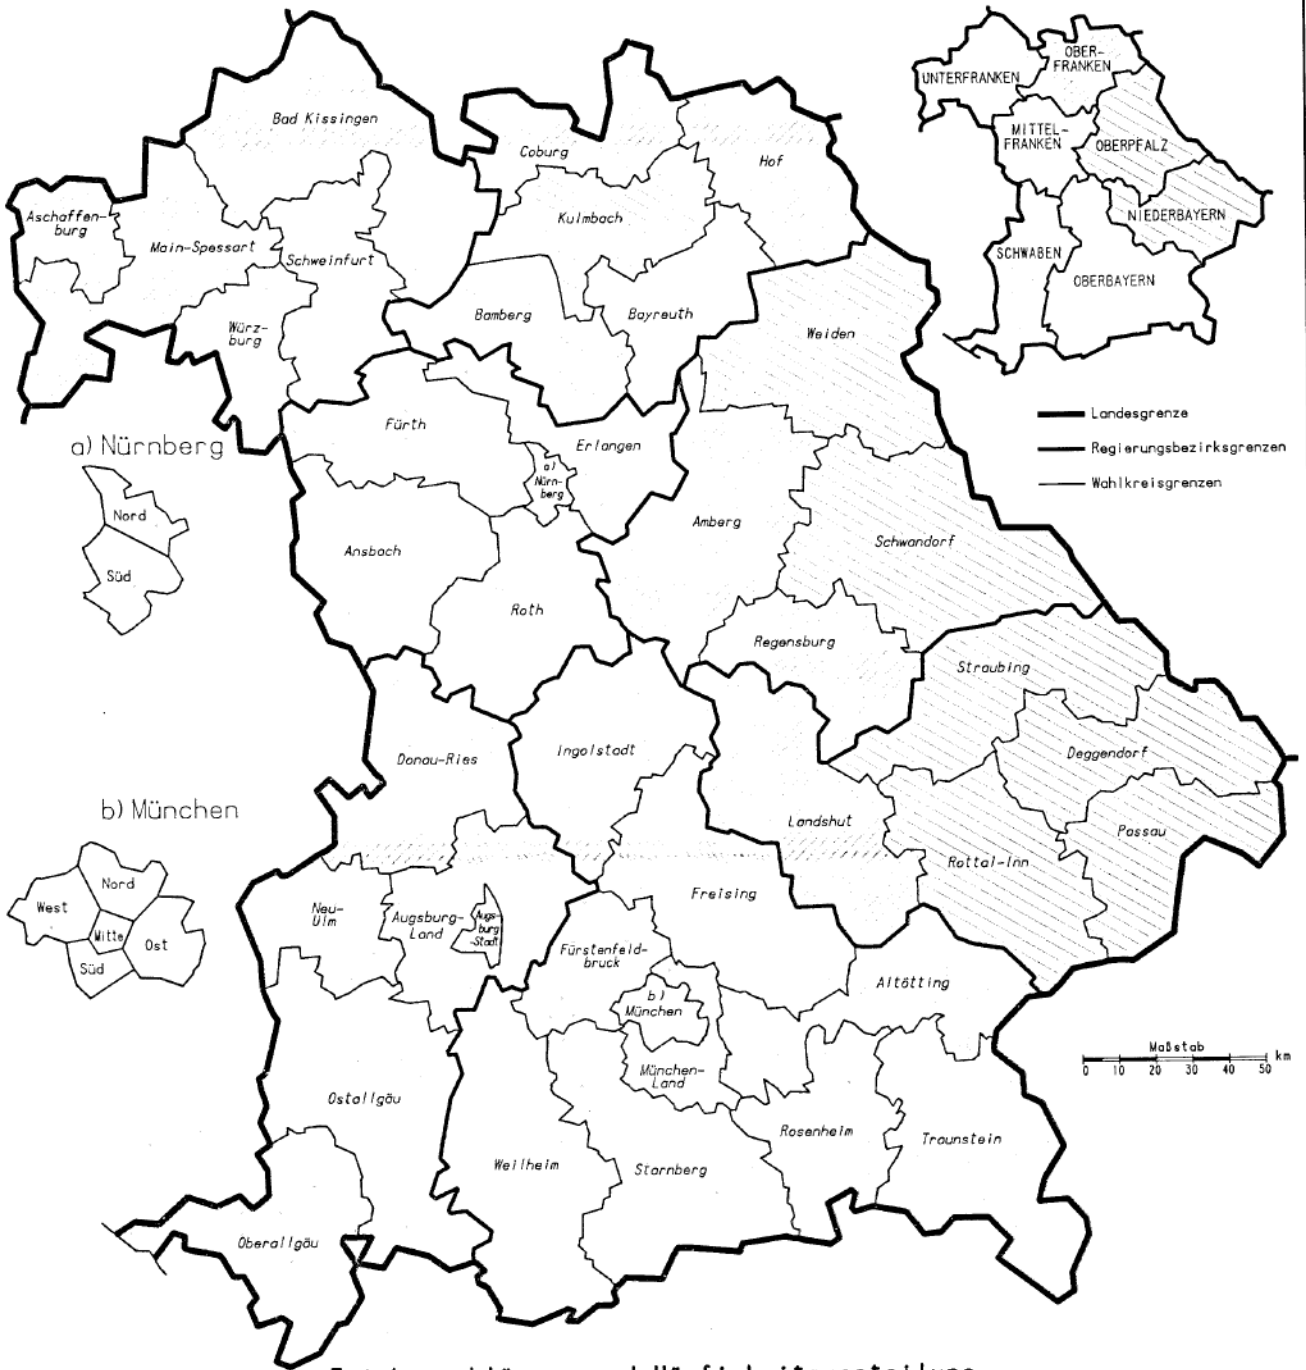 Bad Kissingen
Coburg
Hof
Aschaffen-
burg
Main-Spessart
Schweinfurt
Kulmbach
Würz-
burg
Bamberg
Bayreuth
Weiden
UNTERFRANKEN
OBER-
FRANKEN
MITTEL-
FRANKEN
OBERPFALZ
NIEDERBAYERN
SCHWABEN
OBERBAYERN
Landesgrenze
Regierungsbezirksgrenzen
Wahlkreisgrenzen
a) Nürnberg
Nord
Süd
Fürth
Erlangen
a)
Nürn-
berg
Ansbach
Roth
Amberg
Schwandorf
Regensburg
Straubing
Deggendorf
Passau
Rottal-Inn
Landshut
Donau-Ries
Ingolstadt
b) München
Nord
West
Mitte
Ost
Süd
Neu-
Ulm
Augsburg-
Land
Augs-
burg
Stadt
Freising
Fürstenfeld-
bruck
b)
München
München-
Land
Altötting
Maßstab
0 10 20 30 40 50 km
Ostallgäu
Weilheim
Starnberg
Rosenheim
Traunstein
Oberallgäu